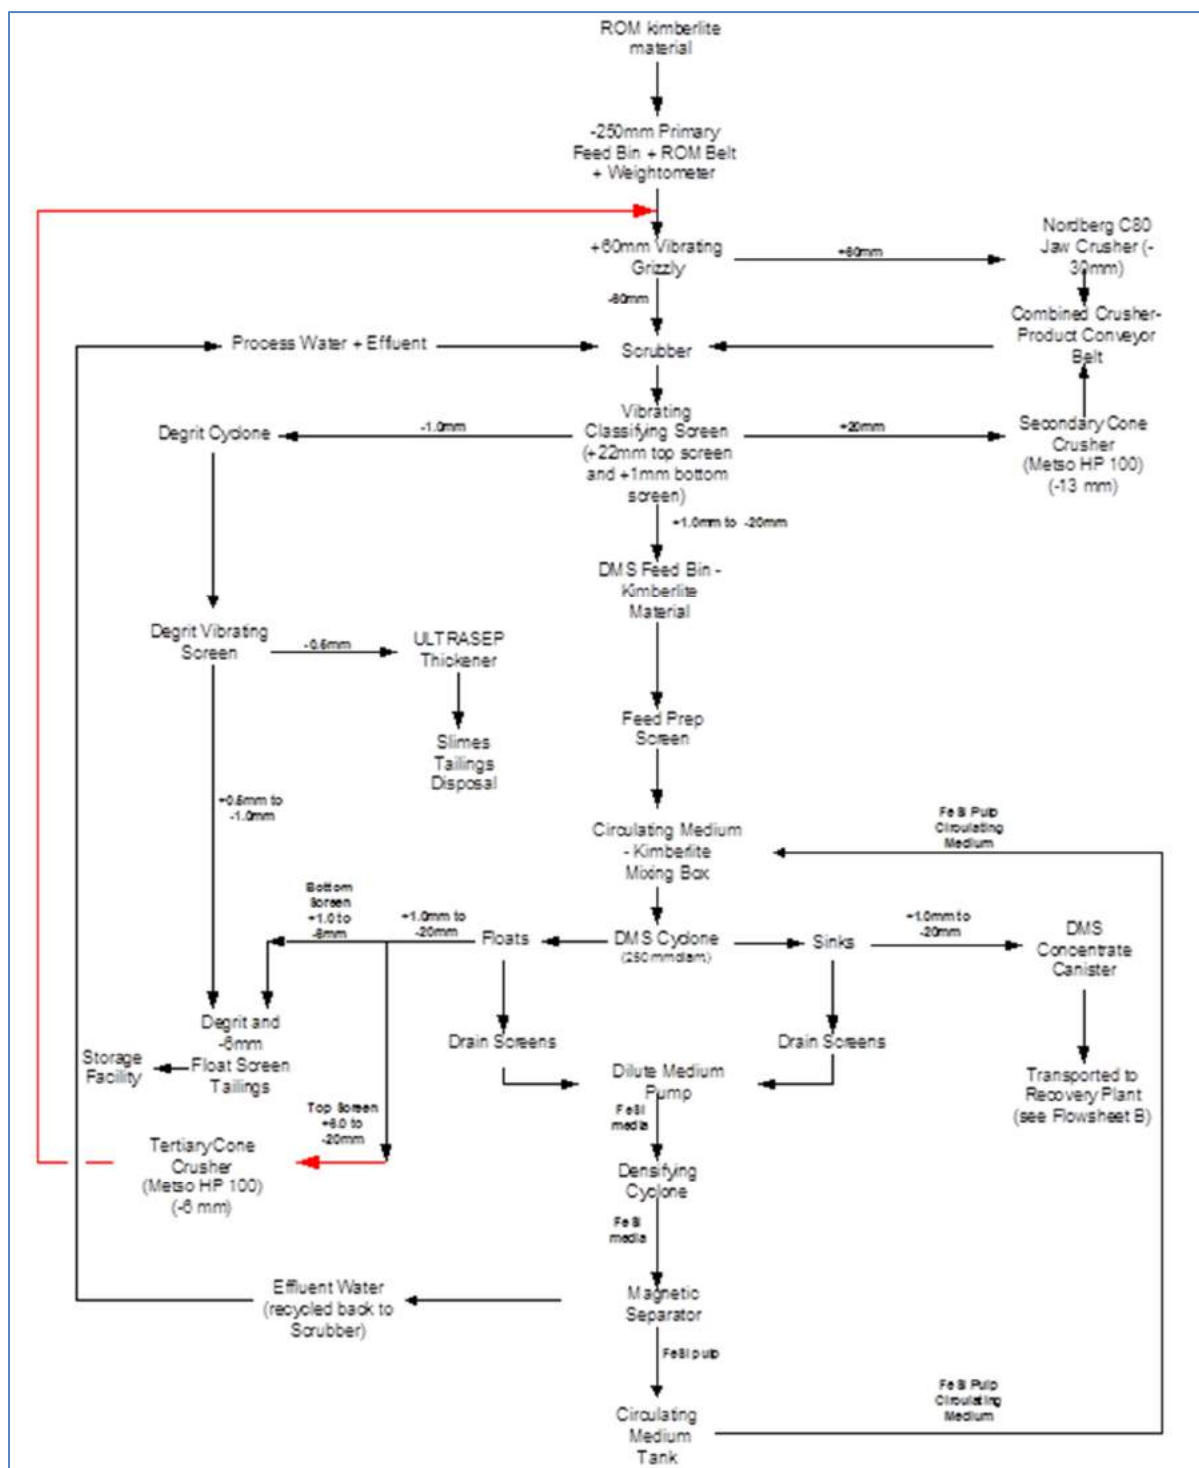 ROM kimberlite
material
-250mm Primary
Feed Bin + ROM Belt
+ Weightometer
+60mm Vibrating
Grizzly
+60mm
Nordberg C80
Jaw Crusher (-
30mm)
-60mm
Process Water + Effluent
Scrubber
Combined Crusher-
Product Conveyor
Belt
Degrit Cyclone
-1.0mm
Vibrating
Classifying Screen
(+22mm top screen
and +1mm bottom
screen)
+20mm
Secondary Cone
Crusher
(Metso HP 100)
(-13 mm)
+1.0mm to -20mm
DMS Feed Bin -
Kimberlite
Material
Degrit Vibrating
Screen
-0.5mm
ULTRASEP
Thickener
Feed Prep
Screen
Slimes
Tailings
Disposal
+0.5mm to
-1.0mm
Circulating Medium
- Kimberlite
Mixing Box
FeSi Pulp
Circulating
Medium
Bottom
Screen
+1.0 to
-6mm
+1.0mm to
-20mm
Floats
DMS Cyclone
(250 mm diam)
Sinks
+1.0mm to
-20mm
DMS
Concentrate
Canister
Degrit and
-6mm
Float Screen
Tailings
Storage
Facility
Drain Screens
Drain Screens
Dilute Medium
Pump
Transported to
Recovery Plant
(see Flowsheet B)
Top Screen
+6.0 to
-20mm
FeSi
media
Tertiary Cone
Crusher
(Metso HP 100)
(-6 mm)
Densifying
Cyclone
FeSi
media
Effluent Water
(recycled back to
Scrubber)
Magnetic
Separator
FeSi pulp
FeSi Pulp
Circulating
Medium
Circulating
Medium
Tank